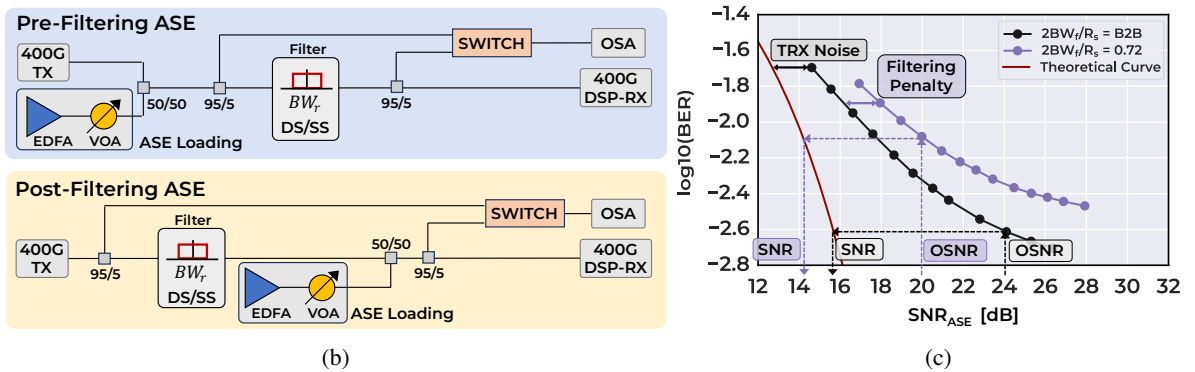 Pre-Filtering ASE
400G
TX
EDFA
VOA
ASE Loading
50/50
95/5
Filter
BWr
DS/SS
95/5
SWITCH
OSA
400G
DSP-RX
Post-Filtering ASE
400G
TX
95/5
Filter
BWr
DS/SS
EDFA
VOA
ASE Loading
50/50
95/5
SWITCH
OSA
400G
DSP-RX
(b)
log10(BER)
−1.4
−1.6
−1.8
−2.0
−2.2
−2.4
−2.6
−2.8
12 14 16 18 20 22 24 26 28 30 32
SNR_ASE [dB]
TRX Noise
Filtering
Penalty
2BW_f/R_s = B2B
2BW_f/R_s = 0.72
Theoretical Curve
SNR
SNR
OSNR
OSNR
(c)